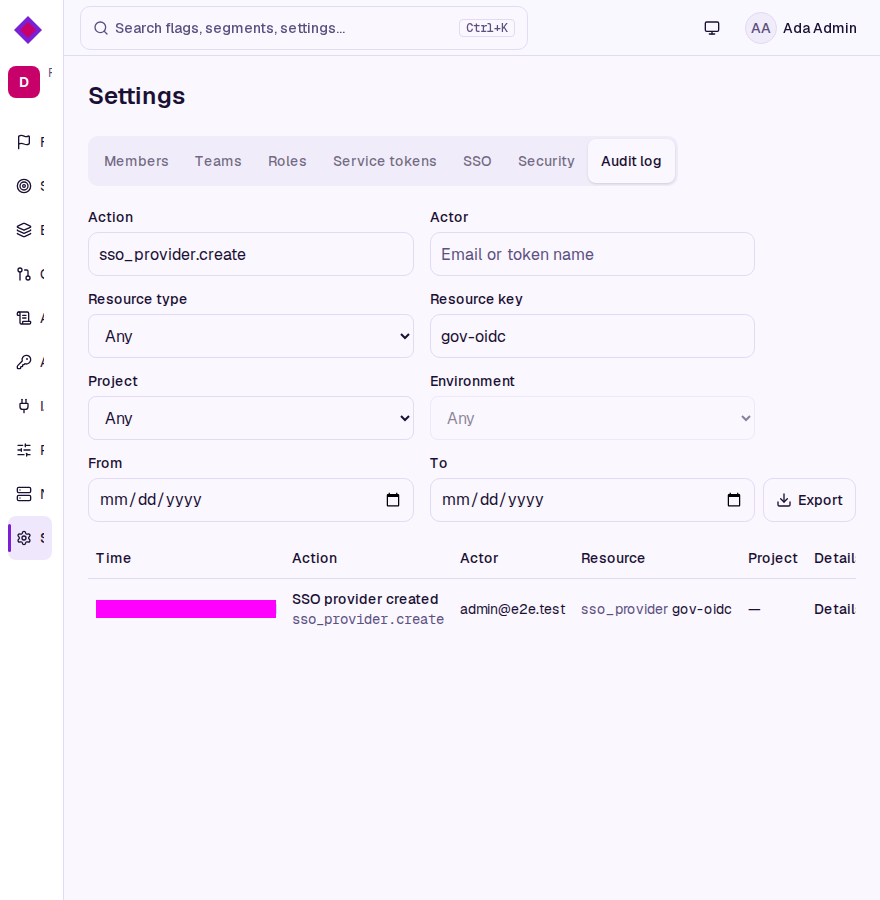 Search flags, segments, settings...
Ctrl+K
AA
Ada Admin
D
Settings
Members
Teams
Roles
Service tokens
SSO
Security
Audit log
Action
Actor
sso_provider.create
Email or token name
Resource type
Resource key
Any
gov-oidc
Project
Environment
Any
Any
From
To
mm/dd/yyyy
mm/dd/yyyy
Export
Time
Action
Actor
Resource
Project
SSO provider created
sso_provider.create
admin@e2e.test
sso_provider gov-oidc
—